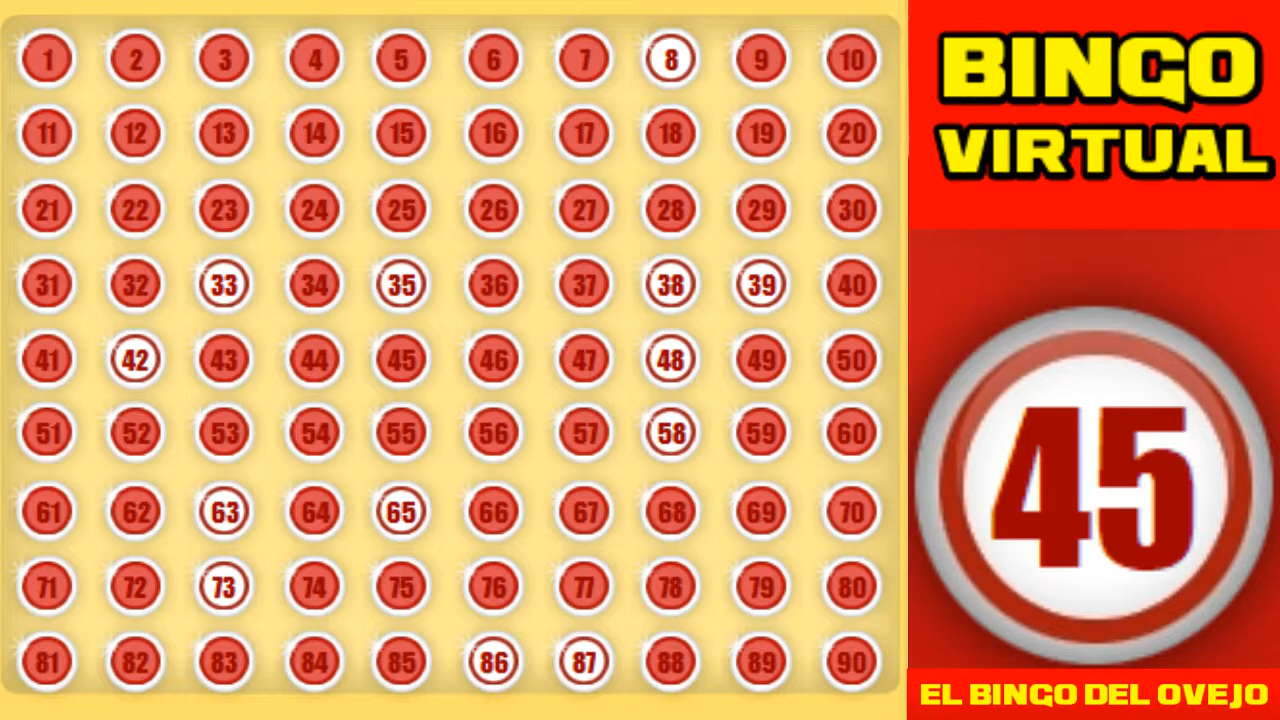 1 2 3 4 5 6 7 8 9 10
11 12 13 14 15 16 17 18 19 20
21 22 23 24 25 26 27 28 29 30
31 32 33 34 35 36 37 38 39 40
41 42 43 44 45 46 47 48 49 50
51 52 53 54 55 56 57 58 59 60
61 62 63 64 65 66 67 68 69 70
71 72 73 74 75 76 77 78 79 80
81 82 83 84 85 86 87 88 89 90
BINGO
VIRTUAL
45
EL BINGO DEL OVEJO